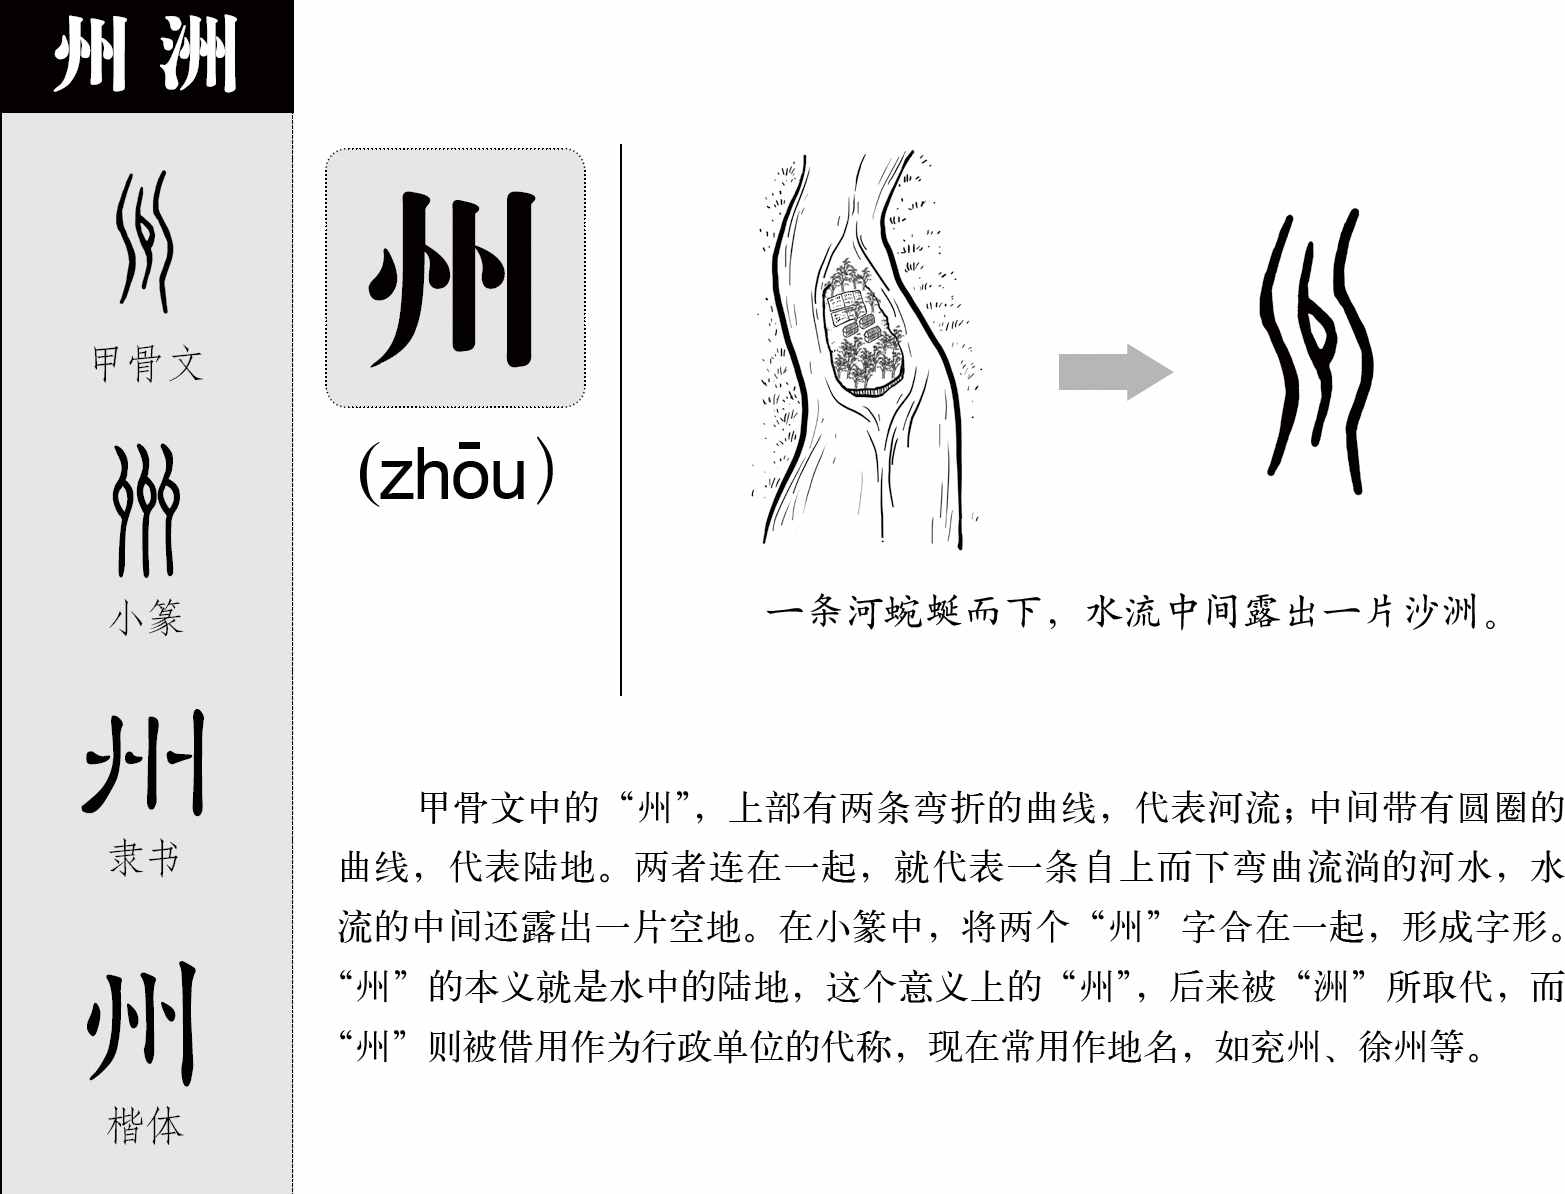 州 洲
甲骨文
小篆
隶书
楷体
州
(zhōu)
一条河蜿蜒而下，水流中间露出一片沙洲。
甲骨文中的“州”，上部有两条弯折的曲线，代表河流；中间带有圆圈的
曲线，代表陆地。两者连在一起，就代表一条自上而下弯曲流淌的河水，水
流的中间还露出一片空地。在小篆中，将两个“州”字合在一起，形成字形。
“州”的本义就是水中的陆地，这个意义上的“州”，后来被“洲”所取代，而
“州”则被借用作为行政单位的代称，现在常用作地名，如兖州、徐州等。